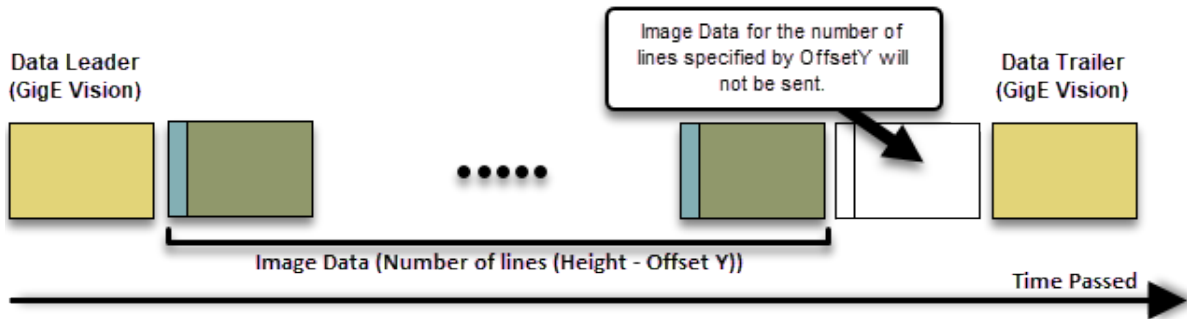 Image Data for the number of
lines specified by OffsetY will
not be sent.
Data Leader
(GigE Vision)
Data Trailer
(GigE Vision)
Image Data (Number of lines (Height - Offset Y))
Time Passed